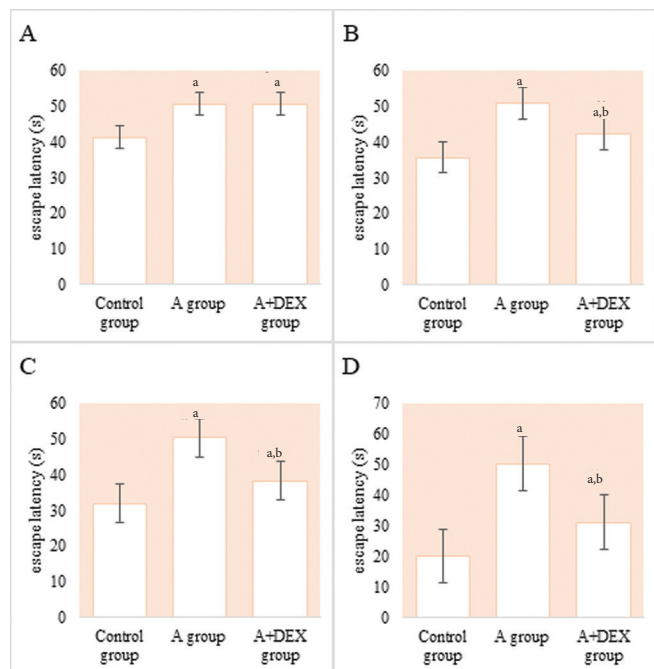 A
escape latency (s)
60
50
40
30
20
10
0
a
a
Control
group
A group
A+DEX
group
B
escape latency (s)
60
50
40
30
20
10
0
a
a,b
Control
group
A group
A+DEX
group
C
escape latency (s)
60
50
40
30
20
10
0
a
a,b
Control
group
A group
A+DEX
group
D
escape latency (s)
70
60
50
40
30
20
10
0
a
a,b
Control
group
A group
A+DEX
group